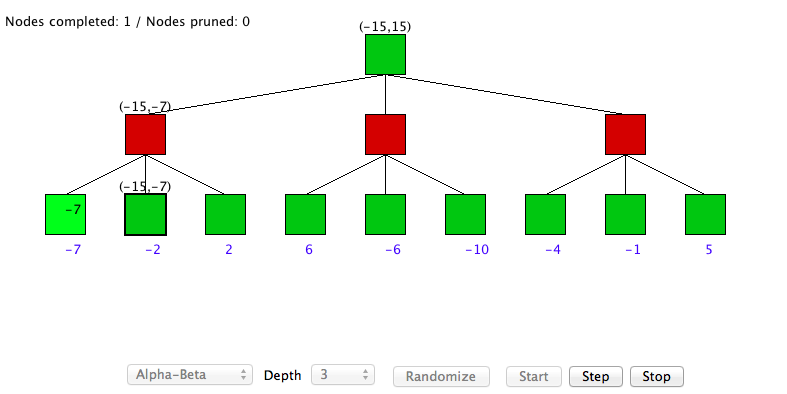 Nodes completed: 1 / Nodes pruned: 0
(-15,15)
(-15,-7)
(-15,-7)
-7
-7 -2 2 6 -6 -10 -4 -1 5
Alpha-Beta Depth 3 Randomize Start Step Stop